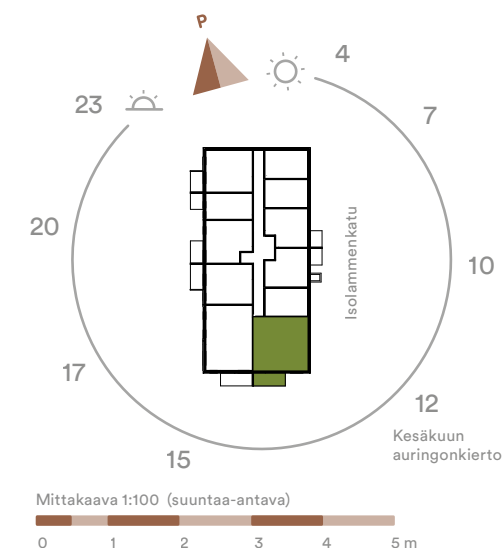 P
4
23
7
20
Isolammenkatu
10
17
12
Kesäkuun
auringonkierto
15
Mittakaava 1:100 (suuntaa-antava)
0 1 2 3 4 5 m